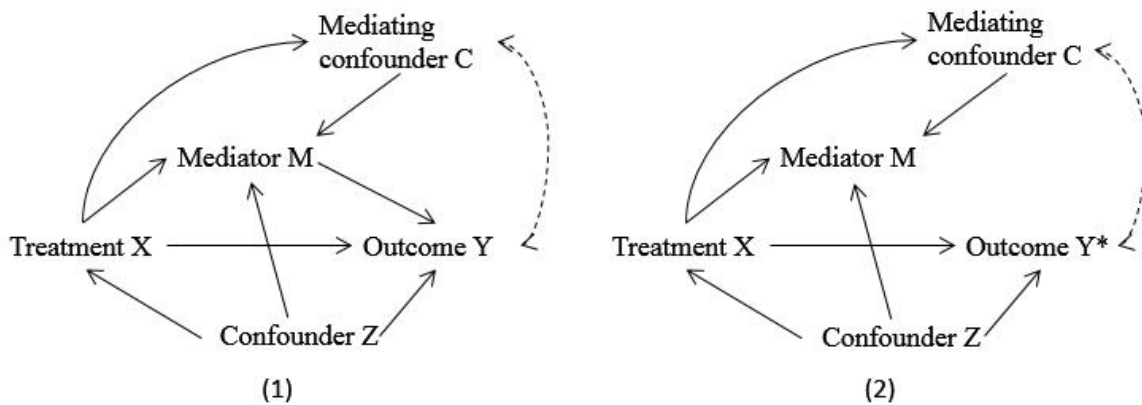 Mediating
confounder C
Mediator M
Treatment X
Outcome Y
Confounder Z
(1)
Mediating
confounder C
Mediator M
Treatment X
Outcome Y*
Confounder Z
(2)